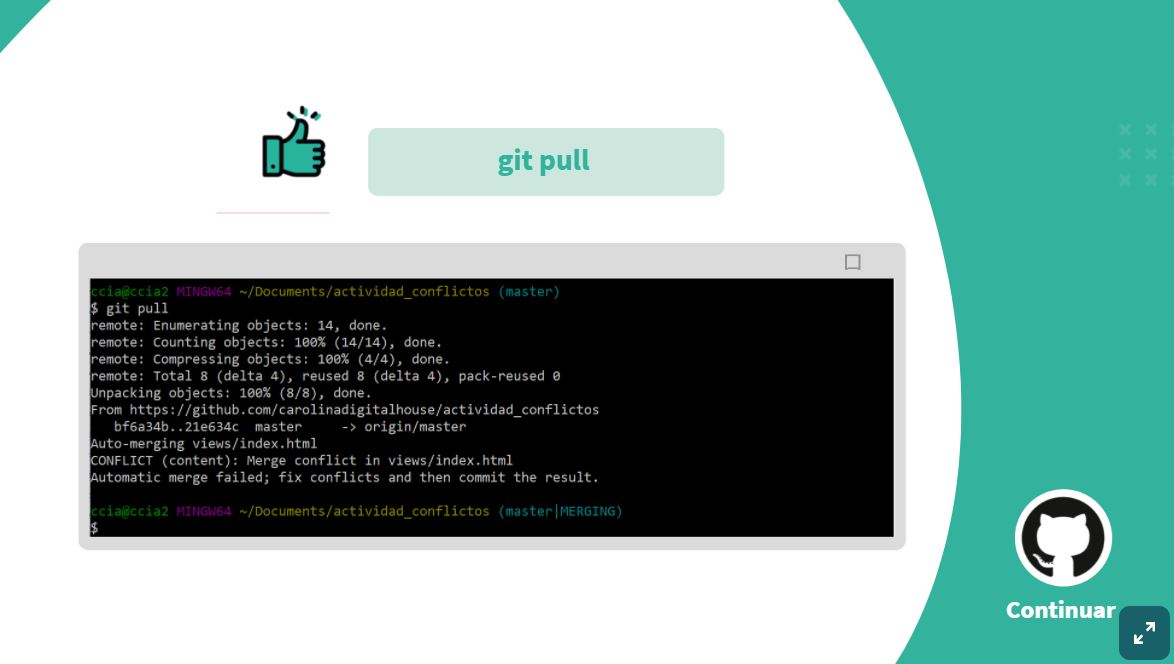 git pull
ccia@ccia2 MINGW64 ~/Documents/actividad_conflictos (master)
$ git pull
remote: Enumerating objects: 14, done.
remote: Counting objects: 100% (14/14), done.
remote: Compressing objects: 100% (4/4), done.
remote: Total 8 (delta 4), reused 8 (delta 4), pack-reused 0
Unpacking objects: 100% (8/8), done.
From https://github.com/carolinadigitalhouse/actividad_conflictos
   bf6a34b..21e634c  master     -> origin/master
Auto-merging views/index.html
CONFLICT (content): Merge conflict in views/index.html
Automatic merge failed; fix conflicts and then commit the result.
ccia@ccia2 MINGW64 ~/Documents/actividad_conflictos (master|MERGING)
$
Continuar